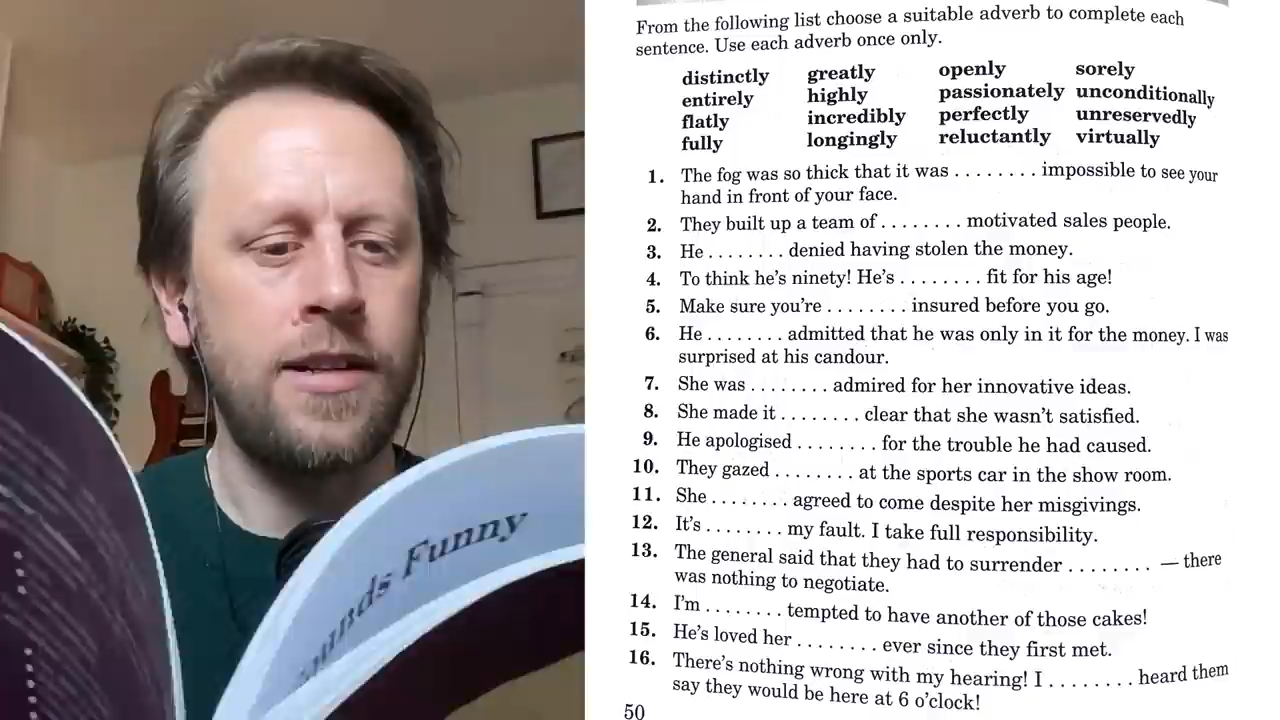 From the following list choose a suitable adverb to complete each
sentence. Use each adverb once only.
distinctly greatly openly sorely
entirely highly passionately unconditionally
flatly incredibly perfectly unreservedly
fully longingly reluctantly virtually
1. The fog was so thick that it was ........ impossible to see your
hand in front of your face.
2. They built up a team of ........ motivated sales people.
3. He ........ denied having stolen the money.
4. To think he's ninety! He's ........ fit for his age!
5. Make sure you're ........ insured before you go.
6. He ........ admitted that he was only in it for the money. I was
surprised at his candour.
7. She was ........ admired for her innovative ideas.
8. She made it ........ clear that she wasn't satisfied.
9. He apologised ........ for the trouble he had caused.
10. They gazed ........ at the sports car in the show room.
11. She ........ agreed to come despite her misgivings.
12. It's ........ my fault. I take full responsibility.
13. The general said that they had to surrender ........ — there
was nothing to negotiate.
14. I'm ........ tempted to have another of those cakes!
15. He's loved her ........ ever since they first met.
16. There's nothing wrong with my hearing! I ........ heard them
say they would be here at 6 o'clock!
50
Funny